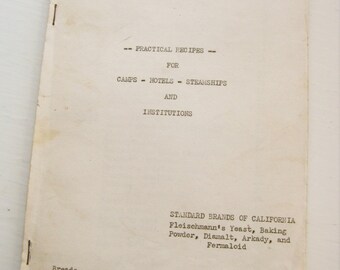 -- PRACTICAL RECIPES --
FOR
CAMPS - HOTELS - STEAMSHIPS
AND
INSTITUTIONS
STANDARD BRANDS OF CALIFORNIA
Fleischmann's Yeast, Baking
Powder, Diamalt, Arkady, and
Fermaloid